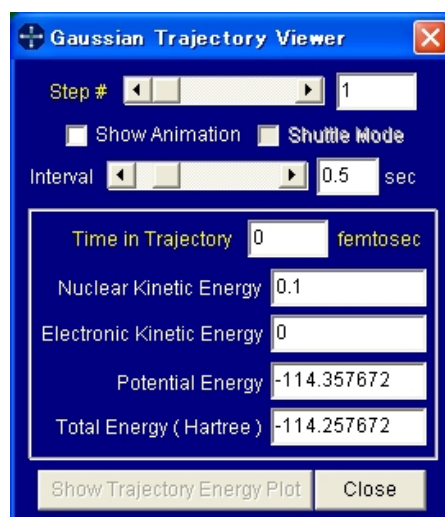 Gaussian Trajectory Viewer
Step # 1
Show Animation Shuttle Mode
Interval 0.5 sec
Time in Trajectory 0 femtosec
Nuclear Kinetic Energy 0.1
Electronic Kinetic Energy 0
Potential Energy -114.357672
Total Energy ( Hartree ) -114.257672
Show Trajectory Energy Plot Close